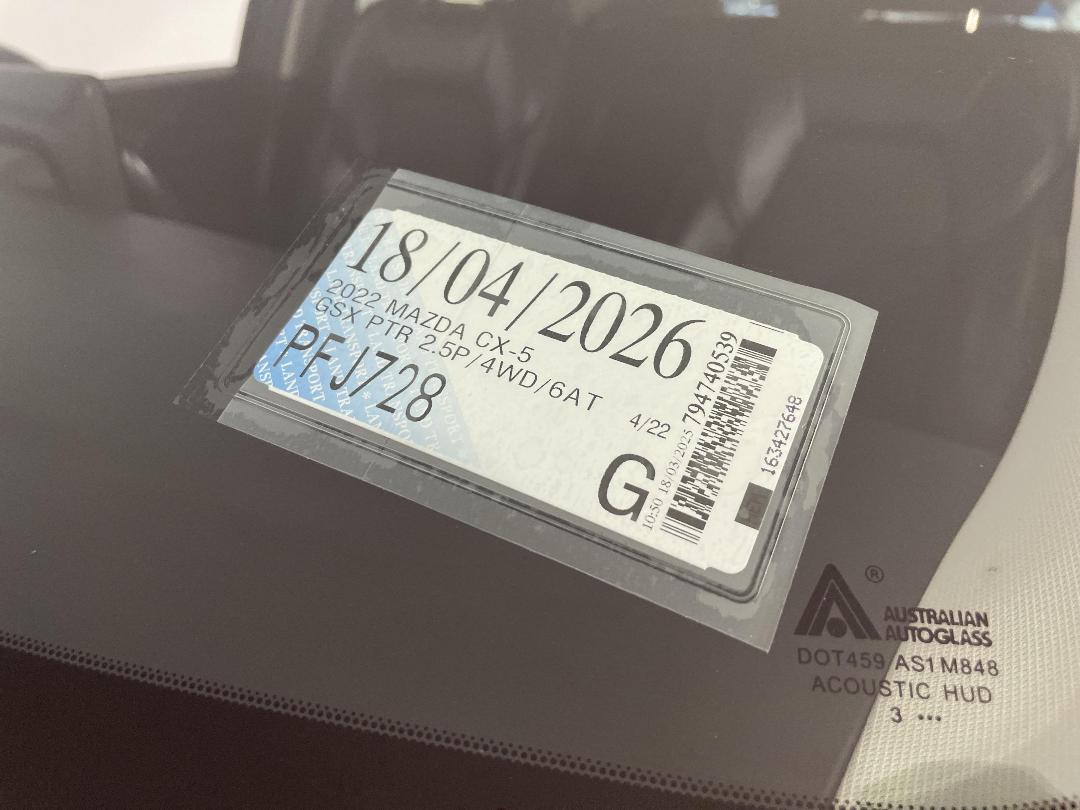 18/04/2026
2022 MAZDA CX-5
GSX PTR 2.5P/4WD/6AT
PFJ728
4/22
G
10:50 18/03/2025 794740539
163427648
AUSTRALIAN
AUTOGLASS
®
DOT459 AS1 M848
ACOUSTIC HUD
3 •••